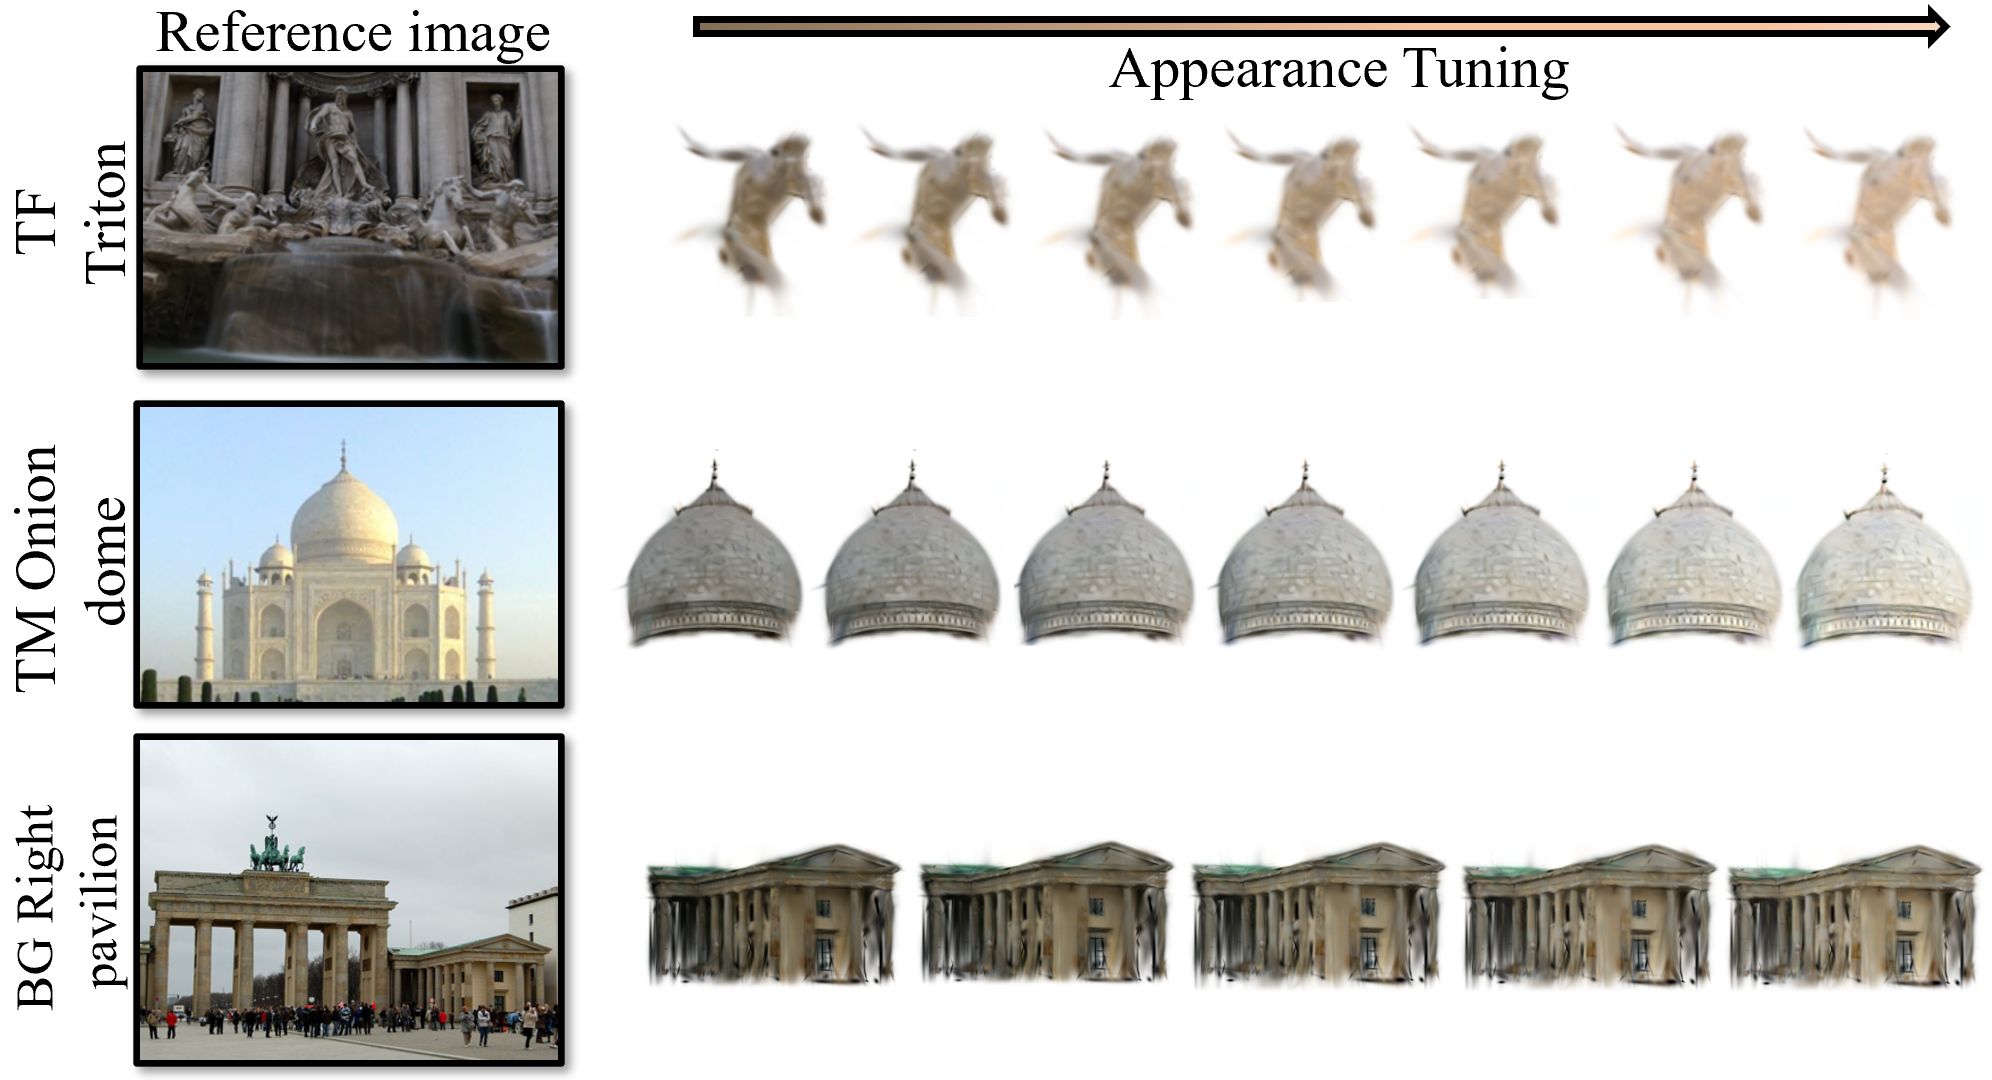 Reference image
Appearance Tuning
TF
Triton
TM Onion
dome
BG Right
pavilion